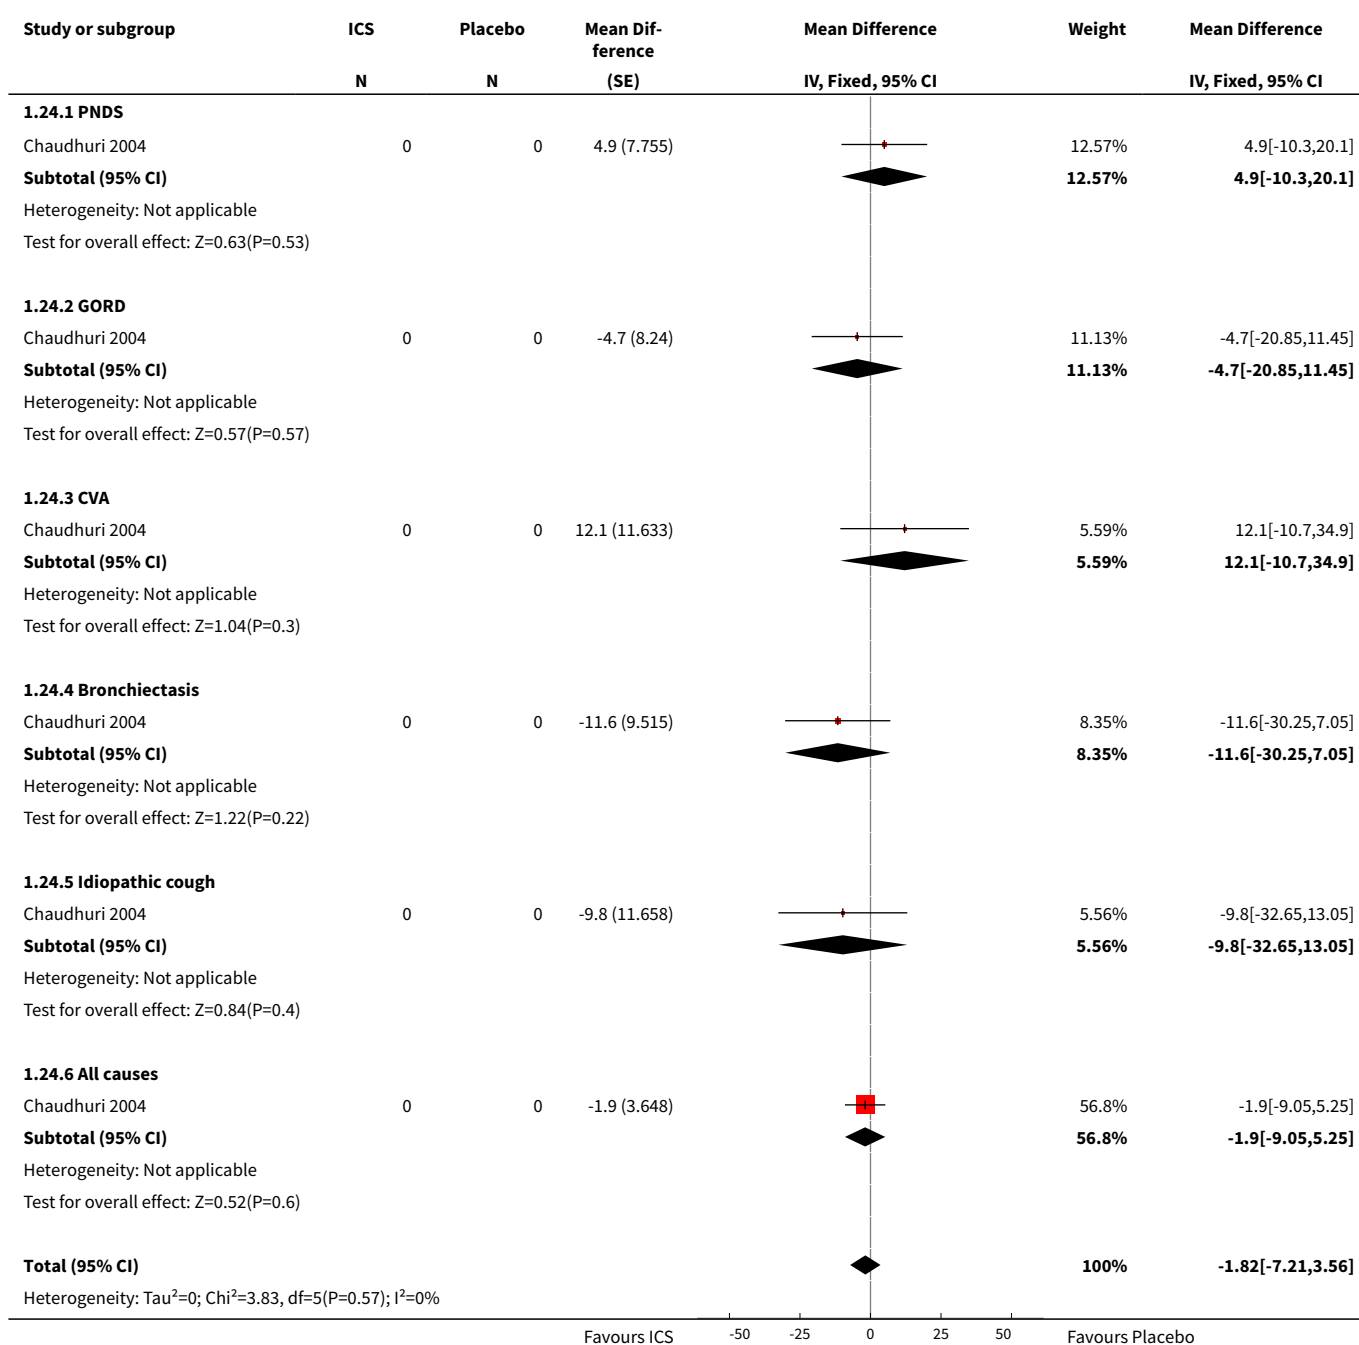 Study or subgroup ICS Placebo Mean Dif- Mean Difference Weight Mean Difference
ference
N N (SE) IV, Fixed, 95% CI IV, Fixed, 95% CI
1.24.1 PNDS
Chaudhuri 2004 0 0 4.9 (7.755) 12.57% 4.9[-10.3,20.1]
Subtotal (95% CI) 12.57% 4.9[-10.3,20.1]
Heterogeneity: Not applicable
Test for overall effect: Z=0.63(P=0.53)
1.24.2 GORD
Chaudhuri 2004 0 0 -4.7 (8.24) 11.13% -4.7[-20.85,11.45]
Subtotal (95% CI) 11.13% -4.7[-20.85,11.45]
Heterogeneity: Not applicable
Test for overall effect: Z=0.57(P=0.57)
1.24.3 CVA
Chaudhuri 2004 0 0 12.1 (11.633) 5.59% 12.1[-10.7,34.9]
Subtotal (95% CI) 5.59% 12.1[-10.7,34.9]
Heterogeneity: Not applicable
Test for overall effect: Z=1.04(P=0.3)
1.24.4 Bronchiectasis
Chaudhuri 2004 0 0 -11.6 (9.515) 8.35% -11.6[-30.25,7.05]
Subtotal (95% CI) 8.35% -11.6[-30.25,7.05]
Heterogeneity: Not applicable
Test for overall effect: Z=1.22(P=0.22)
1.24.5 Idiopathic cough
Chaudhuri 2004 0 0 -9.8 (11.658) 5.56% -9.8[-32.65,13.05]
Subtotal (95% CI) 5.56% -9.8[-32.65,13.05]
Heterogeneity: Not applicable
Test for overall effect: Z=0.84(P=0.4)
1.24.6 All causes
Chaudhuri 2004 0 0 -1.9 (3.648) 56.8% -1.9[-9.05,5.25]
Subtotal (95% CI) 56.8% -1.9[-9.05,5.25]
Heterogeneity: Not applicable
Test for overall effect: Z=0.52(P=0.6)
Total (95% CI) 100% -1.82[-7.21,3.56]
Heterogeneity: Tau²=0; Chi²=3.83, df=5(P=0.57); I²=0%
Favours ICS -50 -25 0 25 50 Favours Placebo